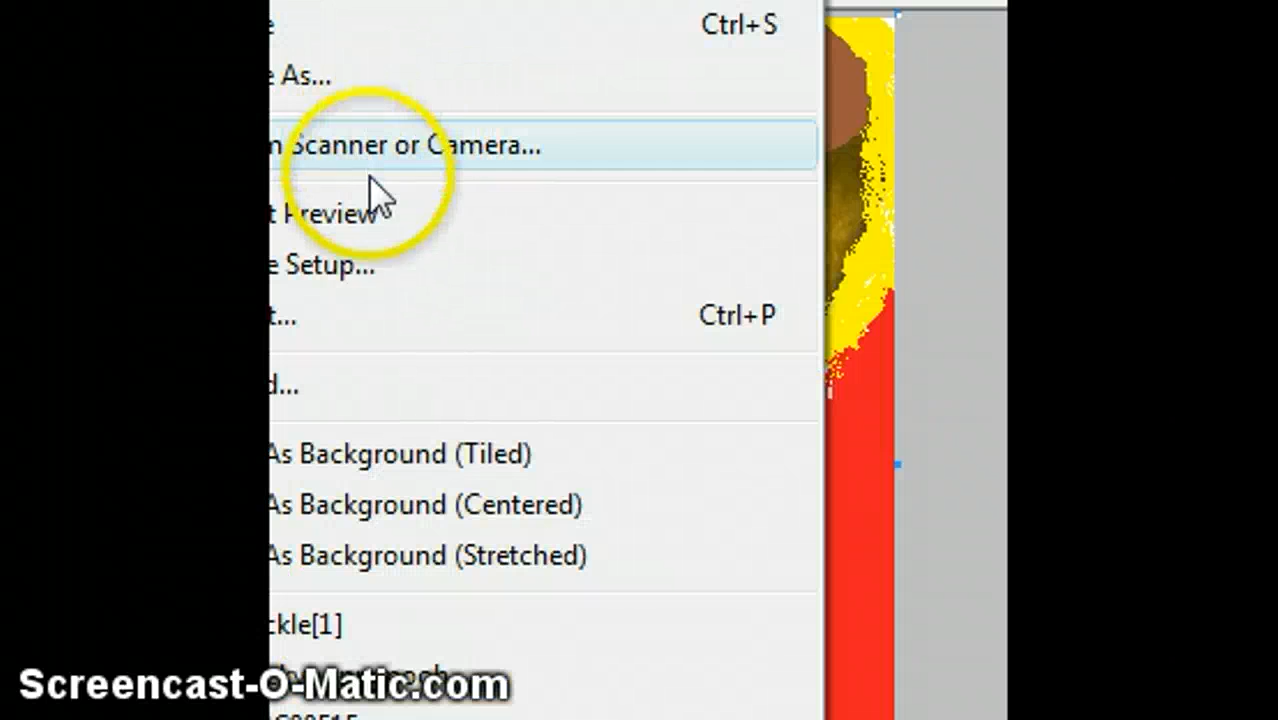 e Ctrl+S
e As...
m Scanner or Camera...
t Preview
e Setup...
t... Ctrl+P
d...
As Background (Tiled)
As Background (Centered)
As Background (Stretched)
ckle[1]
Screencast-O-Matic.com